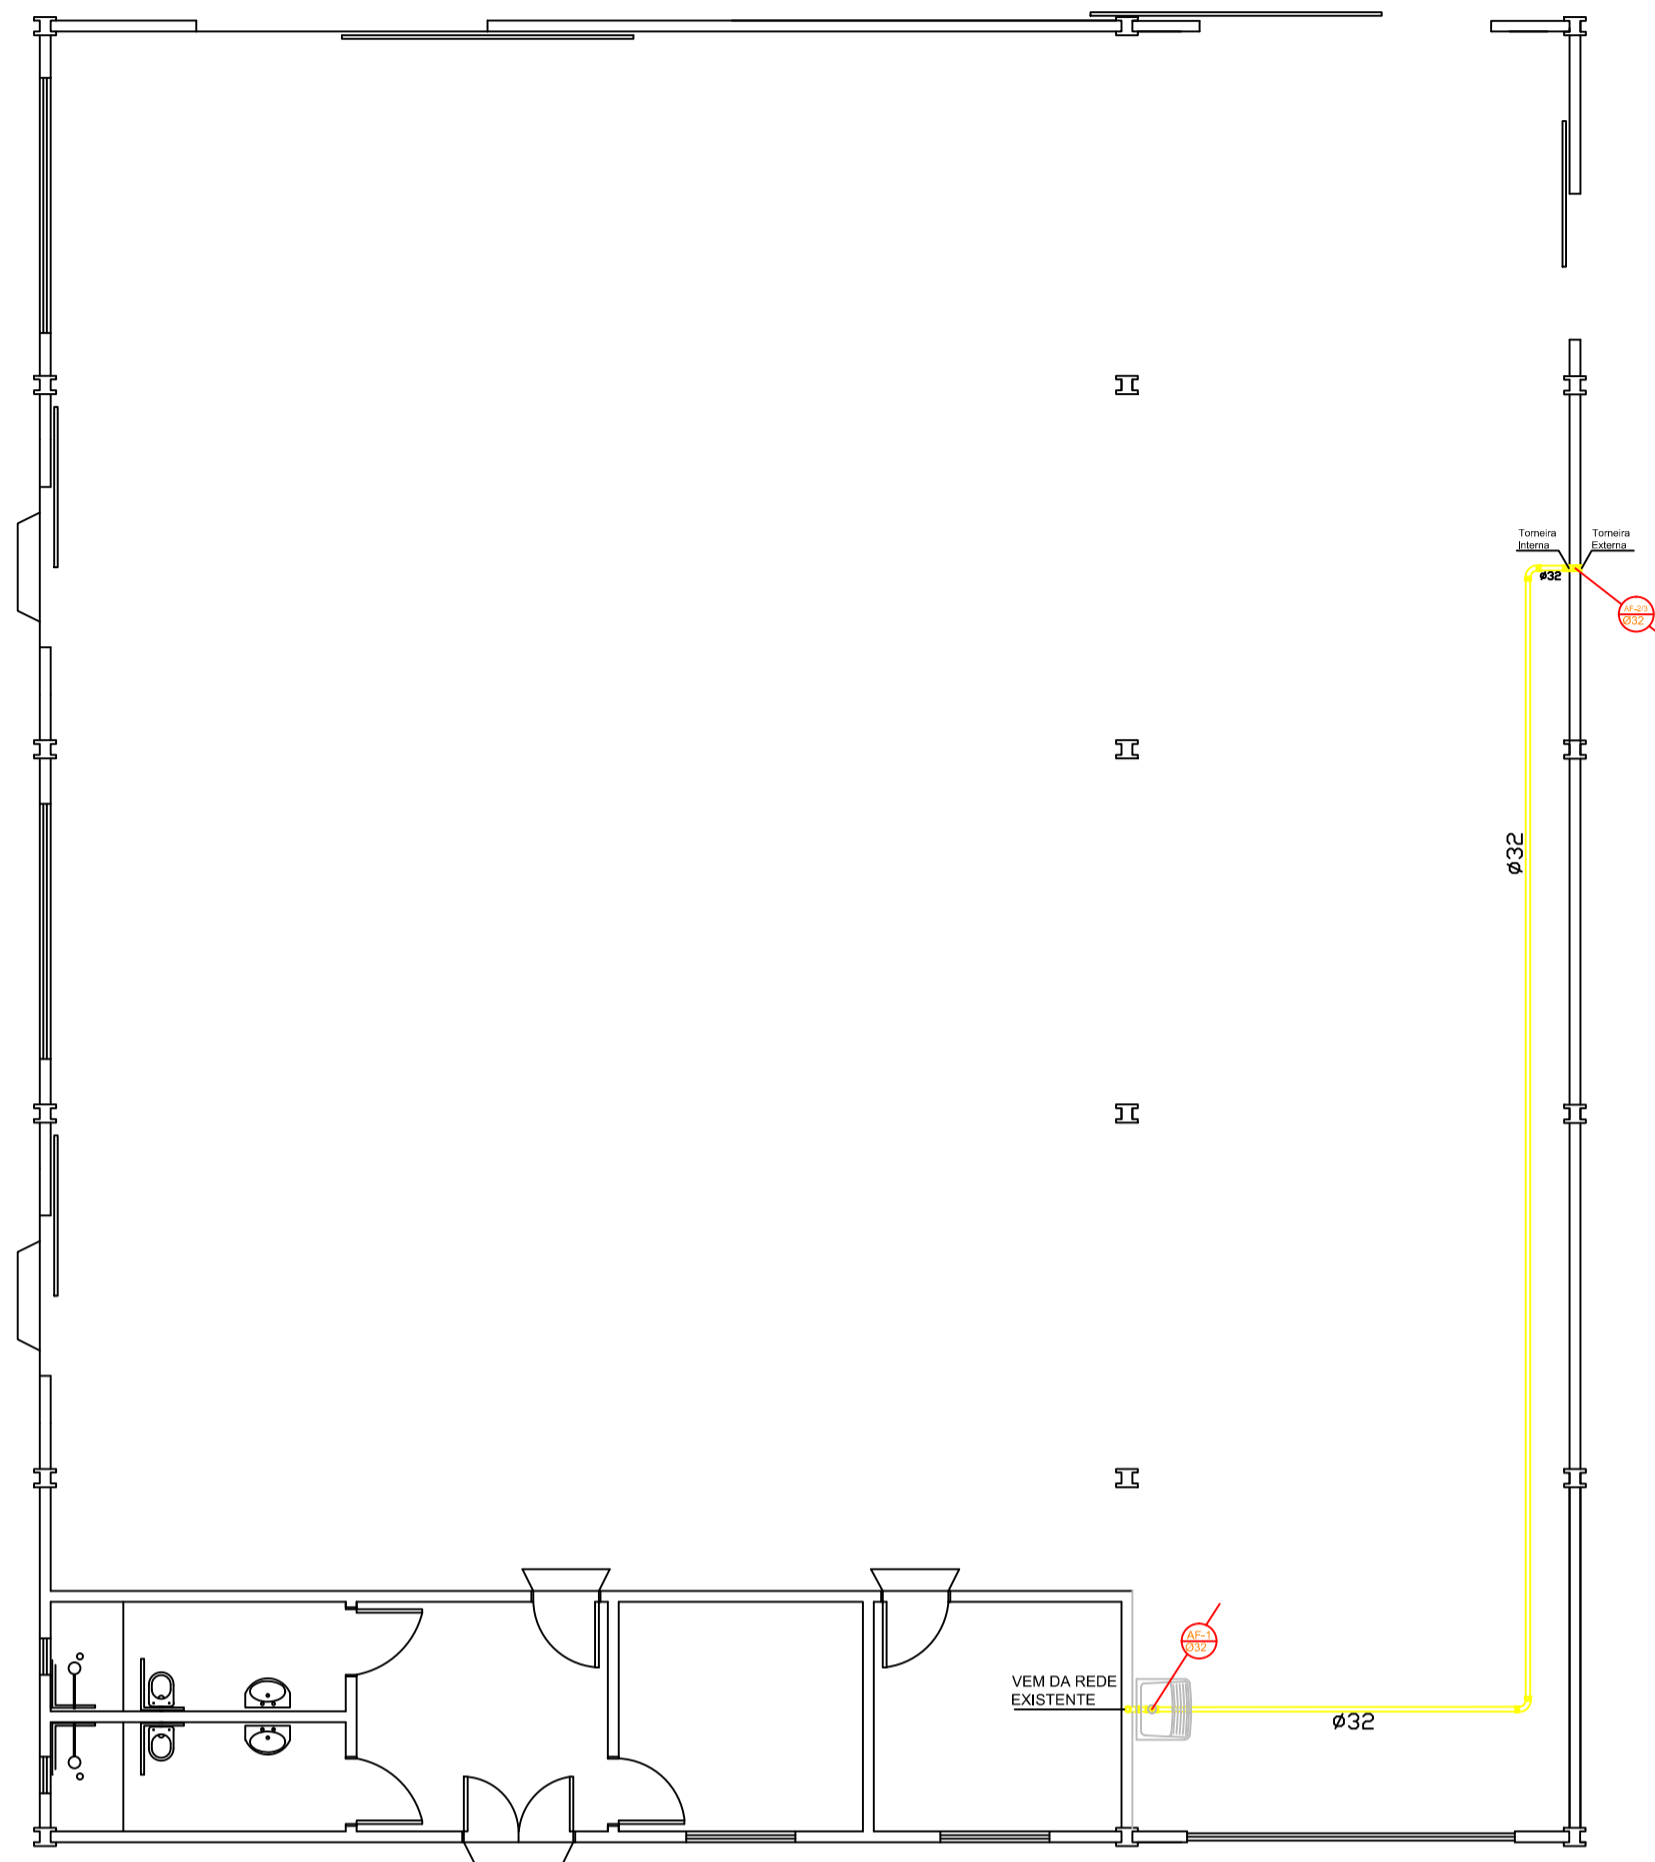 Torneira
Interna
Torneira
Externa
ø32
AF-2/3
Ø32
ø32
AF-1
Ø32
VEM DA REDE
EXISTENTE
ø32